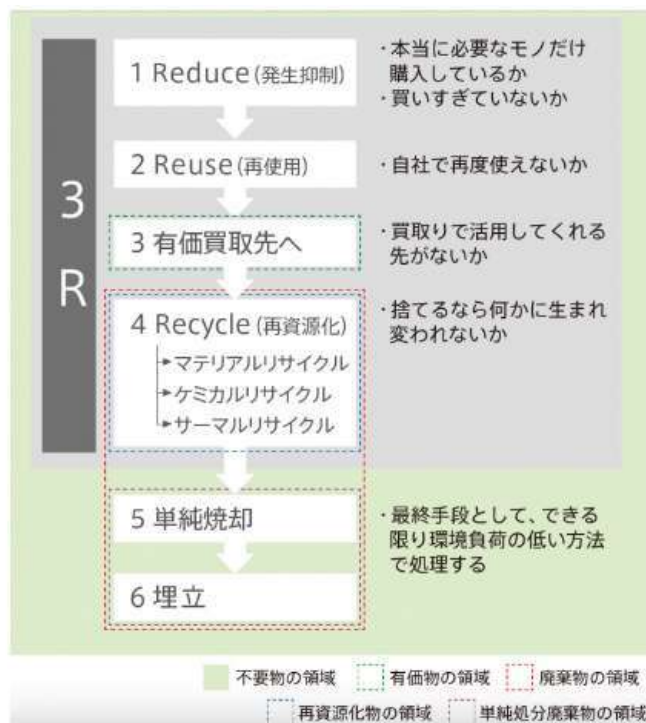 3R
1 Reduce (発生抑制)
・本当に必要なモノだけ
購入しているか
・買いすぎていないか
2 Reuse (再使用)
・自社で再度使えないか
3 有価買取先へ
・買取りで活用してくれる
先がないか
4 Recycle (再資源化)
マテリアルリサイクル
ケミカルリサイクル
サーマルリサイクル
・捨てるなら何かに生まれ
変われないか
5 単純焼却
・最終手段として、できる
限り環境負荷の低い方法
で処理する
6 埋立
不要物の領域 有価物の領域 廃棄物の領域
再資源化物の領域 単純処分廃棄物の領域